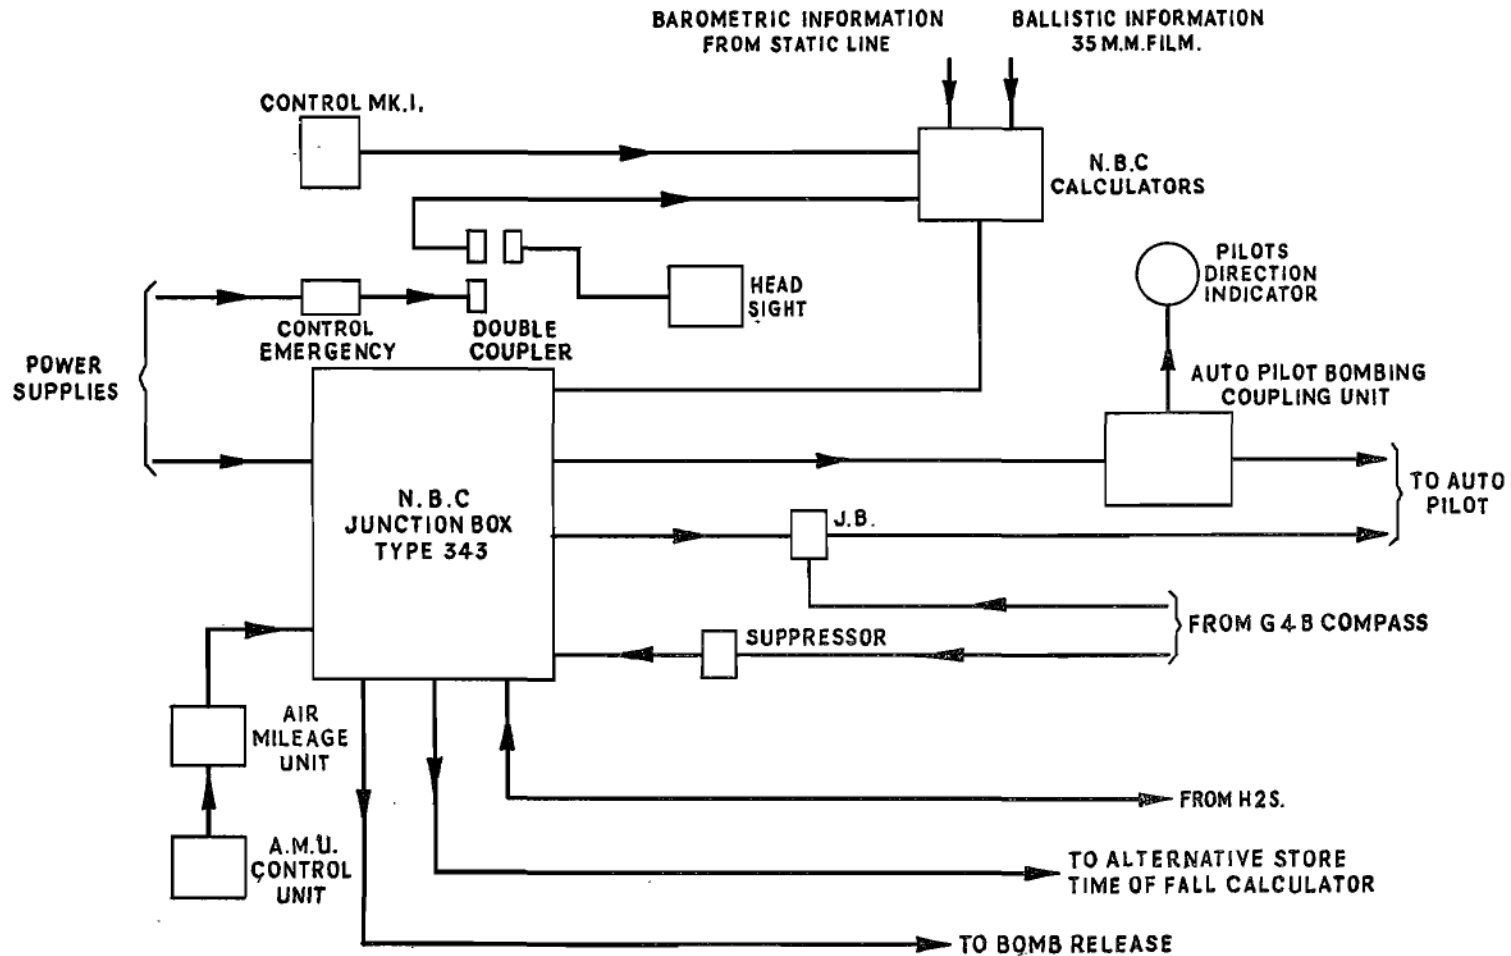 BAROMETRIC INFORMATION
FROM STATIC LINE
BALLISTIC INFORMATION
35 M.M.FILM.
CONTROL MK.I.
N.B.C
CALCULATORS
PILOTS
DIRECTION
INDICATOR
HEAD
SIGHT
CONTROL
EMERGENCY
DOUBLE
COUPLER
POWER
SUPPLIES
AUTO PILOT BOMBING
COUPLING UNIT
N.B.C
JUNCTION BOX
TYPE 343
TO AUTO
PILOT
J.B.
FROM G4B COMPASS
SUPPRESSOR
AIR
MILEAGE
UNIT
FROM H2S.
A.M.U.
CONTROL
UNIT
TO ALTERNATIVE STORE
TIME OF FALL CALCULATOR
TO BOMB RELEASE